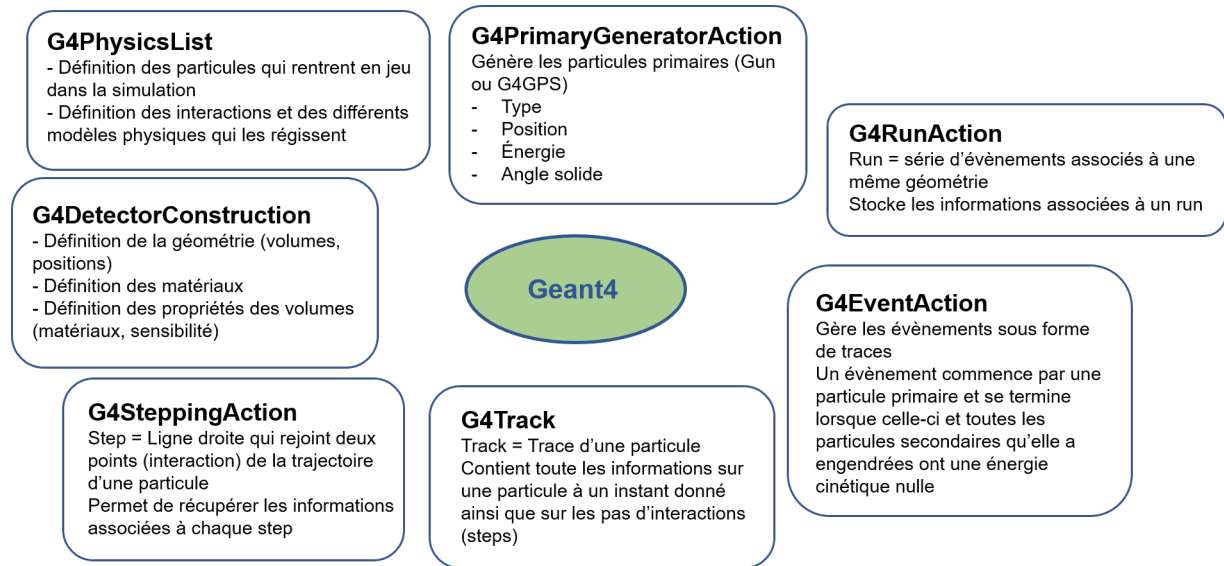 G4PhysicsList
- Définition des particules qui rentrent en jeu
dans la simulation
- Définition des interactions et des différents
modèles physiques qui les régissent
G4PrimaryGeneratorAction
Génère les particules primaires (Gun
ou G4GPS)
- Type
- Position
- Énergie
- Angle solide
G4RunAction
Run = série d'évènements associés à une
même géométrie
Stocke les informations associées à un run
G4DetectorConstruction
- Définition de la géométrie (volumes,
positions)
- Définition des matériaux
- Définition des propriétés des volumes
(matériaux, sensibilité)
Geant4
G4EventAction
Gère les évènements sous forme
de traces
Un évènement commence par une
particule primaire et se termine
lorsque celle-ci et toutes les
particules secondaires qu'elle a
engendrées ont une énergie
cinétique nulle
G4SteppingAction
Step = Ligne droite qui rejoint deux
points (interaction) de la trajectoire
d'une particule
Permet de récupérer les informations
associées à chaque step
G4Track
Track = Trace d'une particule
Contient toute les informations sur
une particule à un instant donné
ainsi que sur les pas d'interactions
(steps)